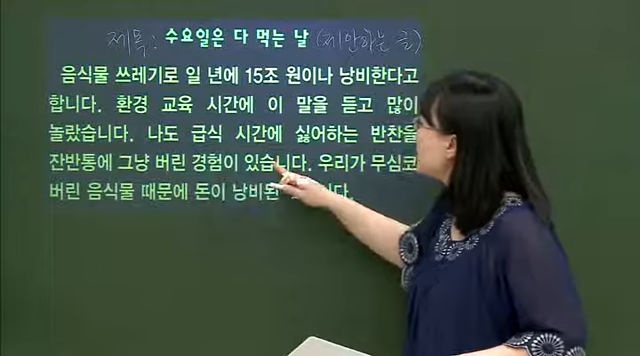 제목: 수요일은 다 먹는 날 (제안하는 글)
음식물 쓰레기로 일 년에 15조 원이나 낭비한다고
합니다. 환경 교육 시간에 이 말을 듣고 많이
놀랐습니다. 나도 급식 시간에 싫어하는 반찬을
잔반통에 그냥 버린 경험이 있습니다. 우리가 무심코
버린 음식물 때문에 돈이